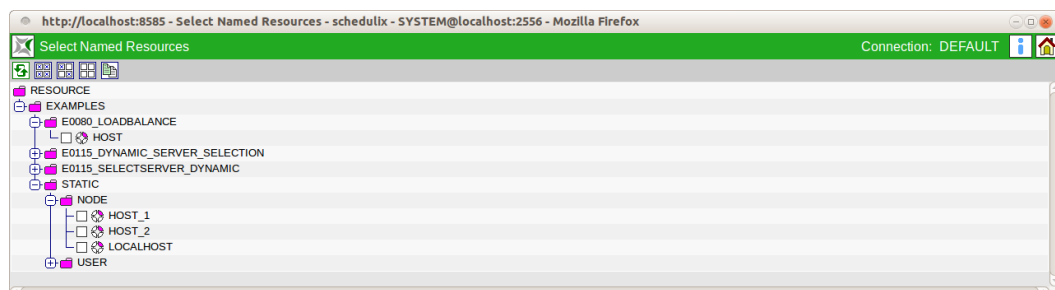 http://localhost:8585 - Select Named Resources - schedulix - SYSTEM@localhost:2556 - Mozilla Firefox
Select Named Resources Connection: DEFAULT
RESOURCE
EXAMPLES
E0080_LOADBALANCE
HOST
E0115_DYNAMIC_SERVER_SELECTION
E0115_SELECTSERVER_DYNAMIC
STATIC
NODE
HOST_1
HOST_2
LOCALHOST
USER